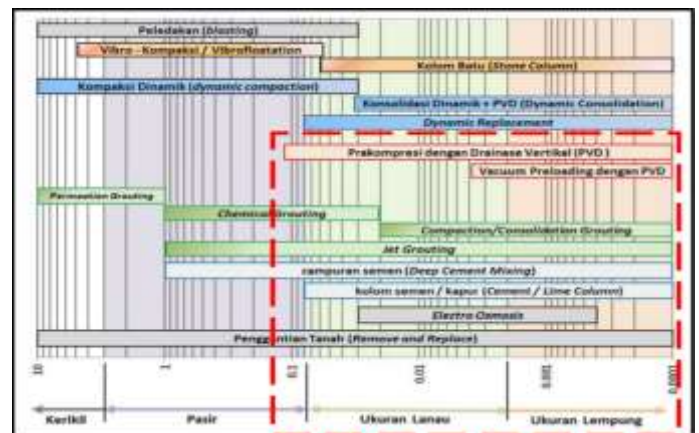 Peledakan (blasting)
Vibro - Kompaksi / Vibrofloatation
Kolom Batu (Stone Column)
Kompaksi Dinamik (dynamic compaction)
Konsolidasi Dinamik + PVD (Dynamic Consolidation)
Dynamic Replacement
Prakompresi dengan Drainase Vertikal (PVD)
Vacuum Preloading dengan PVD
Permeation Grouting
Chemical Grouting
Compaction/Consolidation Grouting
Jet Grouting
rampuran semen (Deep Cement Mixing)
kolom semen / kapur (Cement / Lime Column)
Electro Osmosis
Penggantian Tanah (Remove and Replace)
10 1 0.1 0.01 0.001 0.0001
Kerikil Pasir Ukuran Lanau Ukuran Lempung